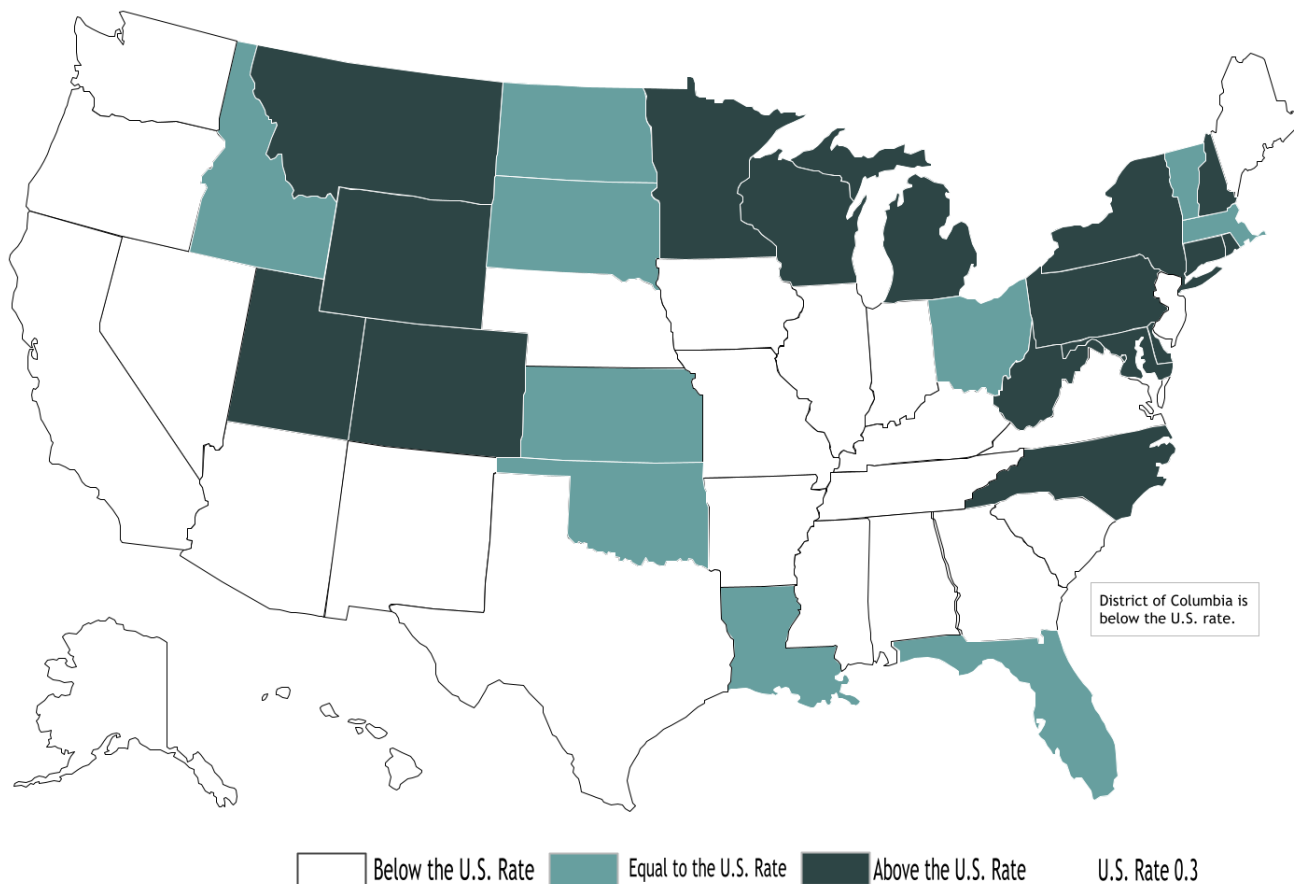 District of Columbia is
below the U.S. rate.
Below the U.S. Rate
Equal to the U.S. Rate
Above the U.S. Rate
U.S. Rate 0.3